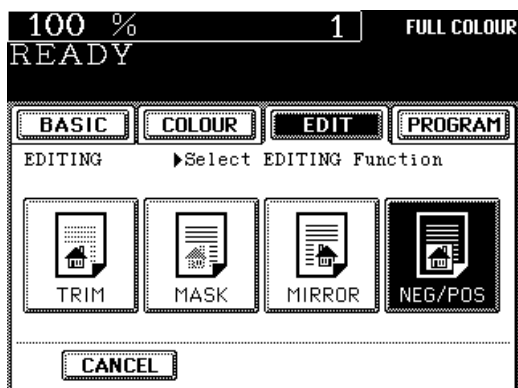 100 % 1 FULL COLOUR
READY
BASIC COLOUR EDIT PROGRAM
EDITING ▶Select EDITING Function
TRIM MASK MIRROR NEG/POS
CANCEL